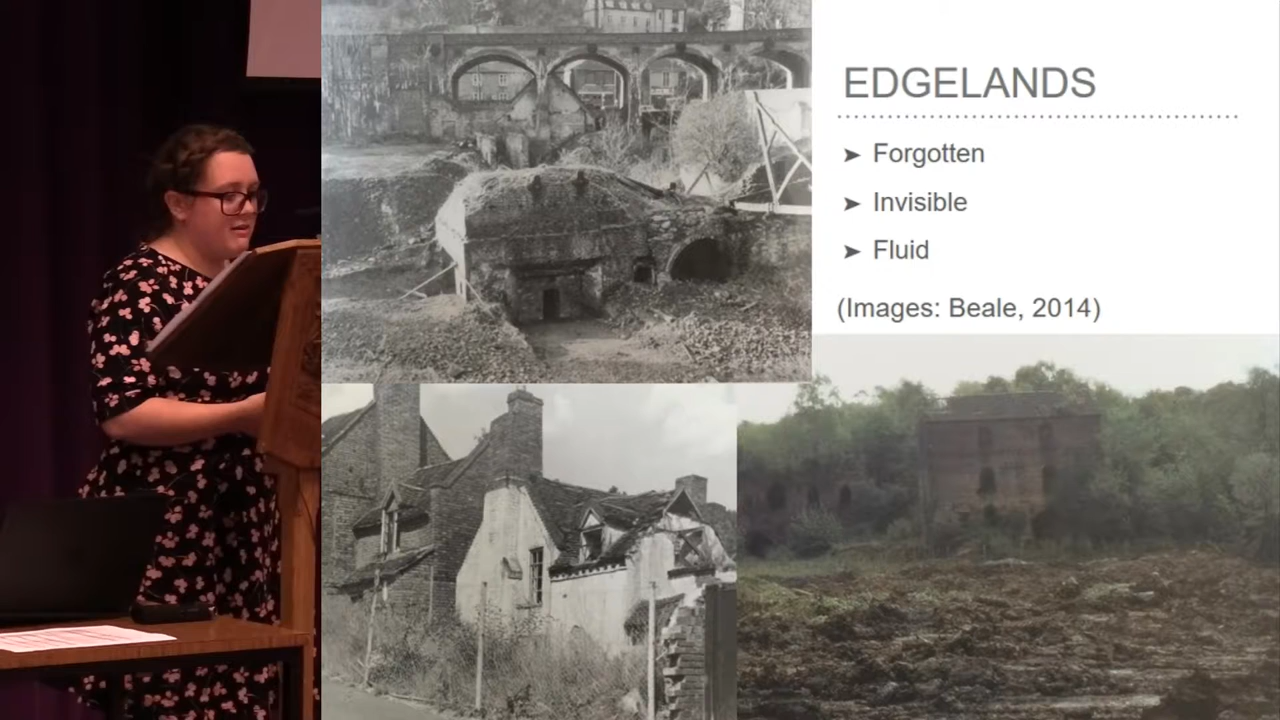 EDGELANDS
➤ Forgotten
➤ Invisible
➤ Fluid
(Images: Beale, 2014)